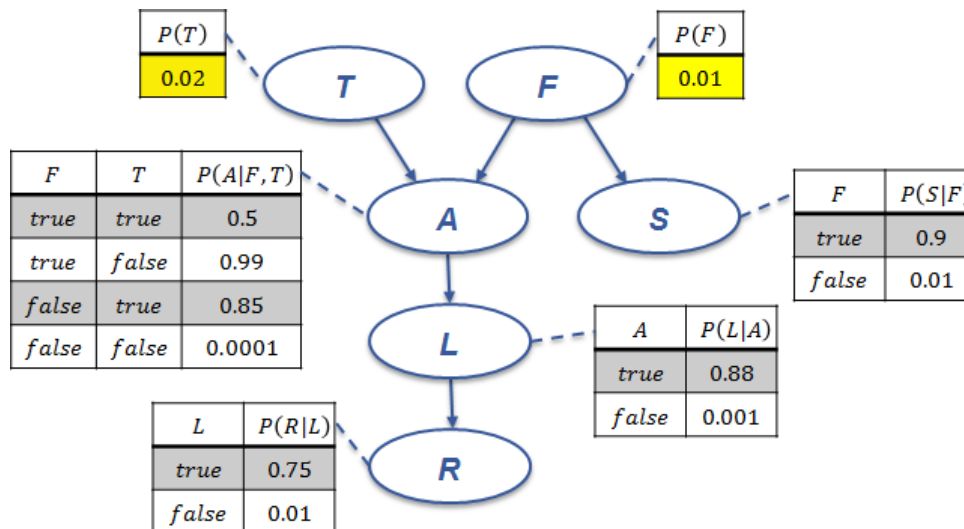 P(T)
0.02
T
F
P(F)
0.01
F T P(A|F,T)
true true 0.5
true false 0.99
false true 0.85
false false 0.0001
A
S
F P(S|F)
true 0.9
false 0.01
L
A P(L|A)
true 0.88
false 0.001
L P(R|L)
true 0.75
false 0.01
R